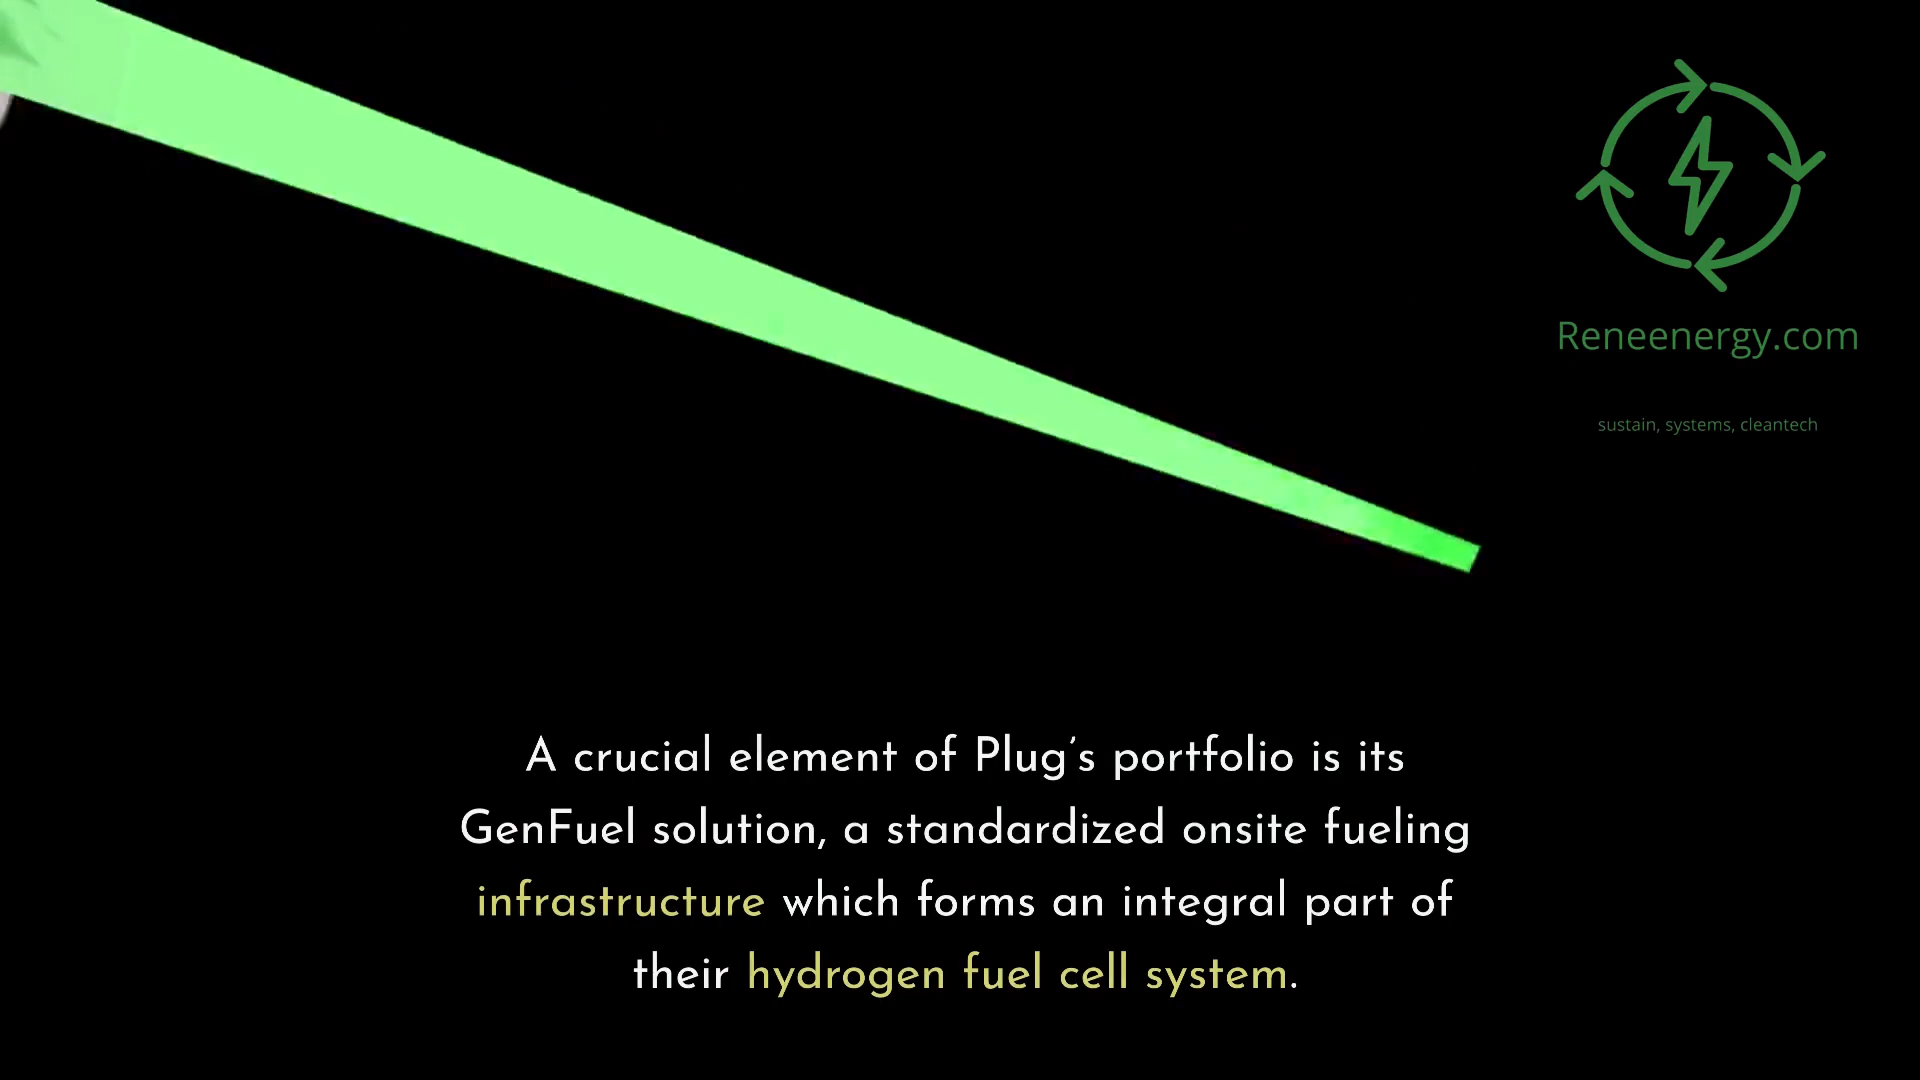 Reneenergy.com
sustain, systems, cleantech
A crucial element of Plug’s portfolio is its
GenFuel solution, a standardized onsite fueling
infrastructure which forms an integral part of
their hydrogen fuel cell system.